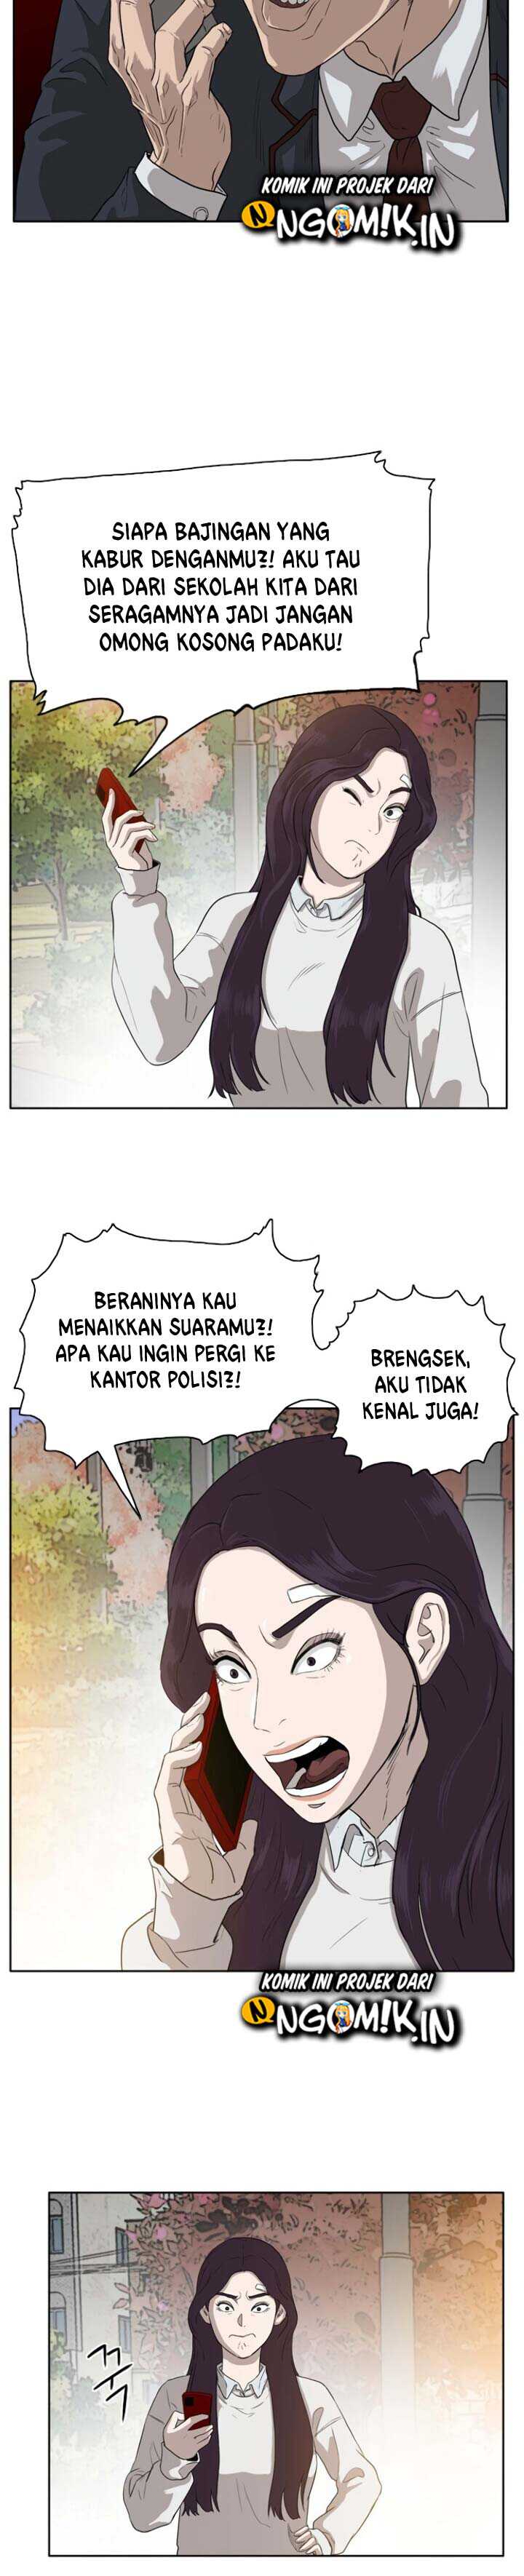 KOMIK INI PROJEK DARI
NGOMIK.IN
SIAPA BAJINGAN YANG
KABUR DENGANMU?! AKU TAU
DIA DARI SEKOLAH KITA DARI
SERAGAMNYA JADI JANGAN
OMONG KOSONG PADAKU!
BERANINYA KAU
MENAIKKAN SUARAMU?!
APA KAU INGIN PERGI KE
KANTOR POLISI?!
BRENGSEK,
AKU TIDAK
KENAL JUGA!
KOMIK INI PROJEK DARI
NGOMIK.IN